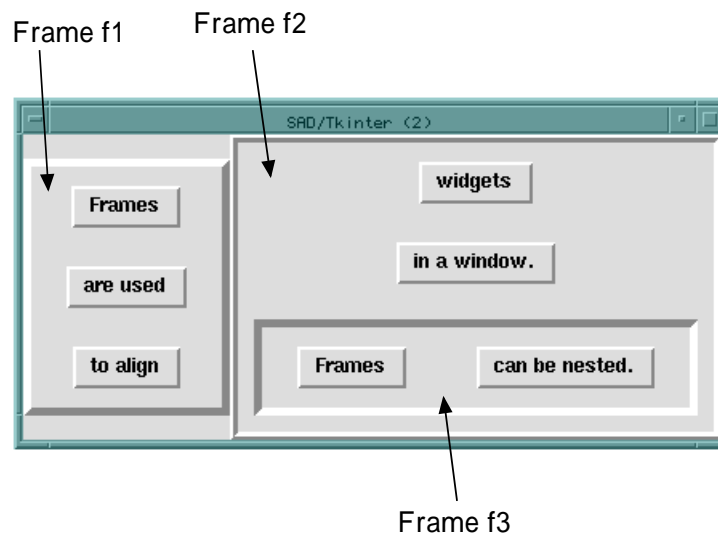 Frame f1
Frame f2
SAD/Tkinter (2)
Frames
are used
to align
widgets
in a window.
Frames
can be nested.
Frame f3